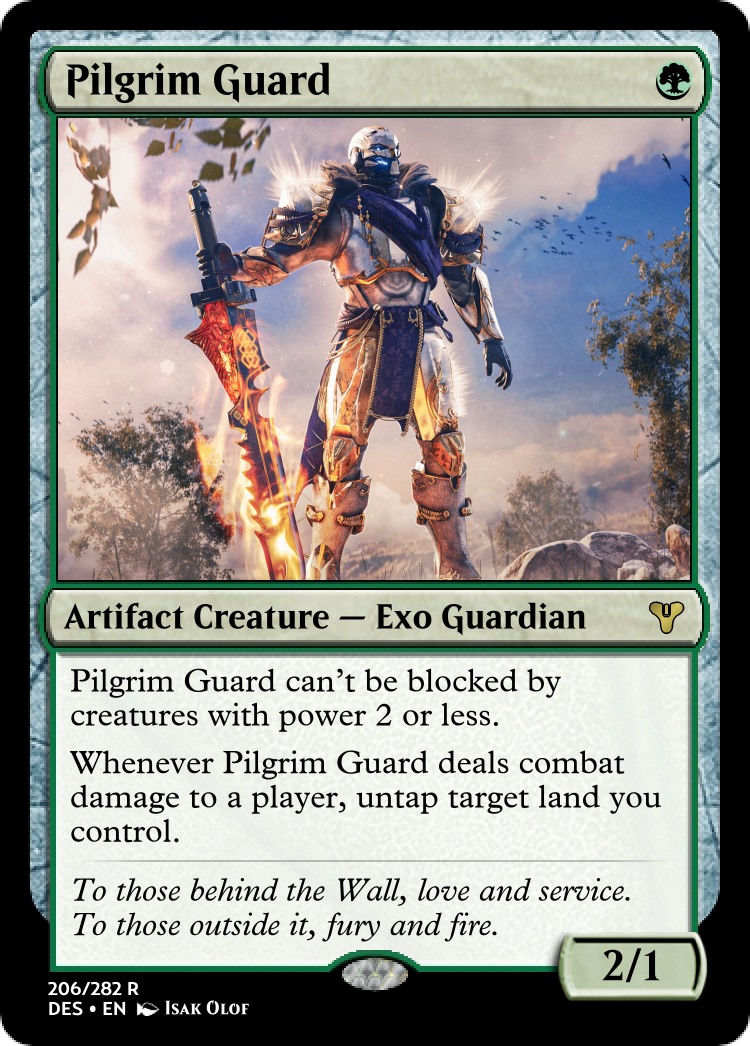 Pilgrim Guard
Artifact Creature — Exo Guardian
Pilgrim Guard can't be blocked by
creatures with power 2 or less.
Whenever Pilgrim Guard deals combat
damage to a player, untap target land you
control.
To those behind the Wall, love and service.
To those outside it, fury and fire.
2/1
206/282 R
DES • EN Isak Olof